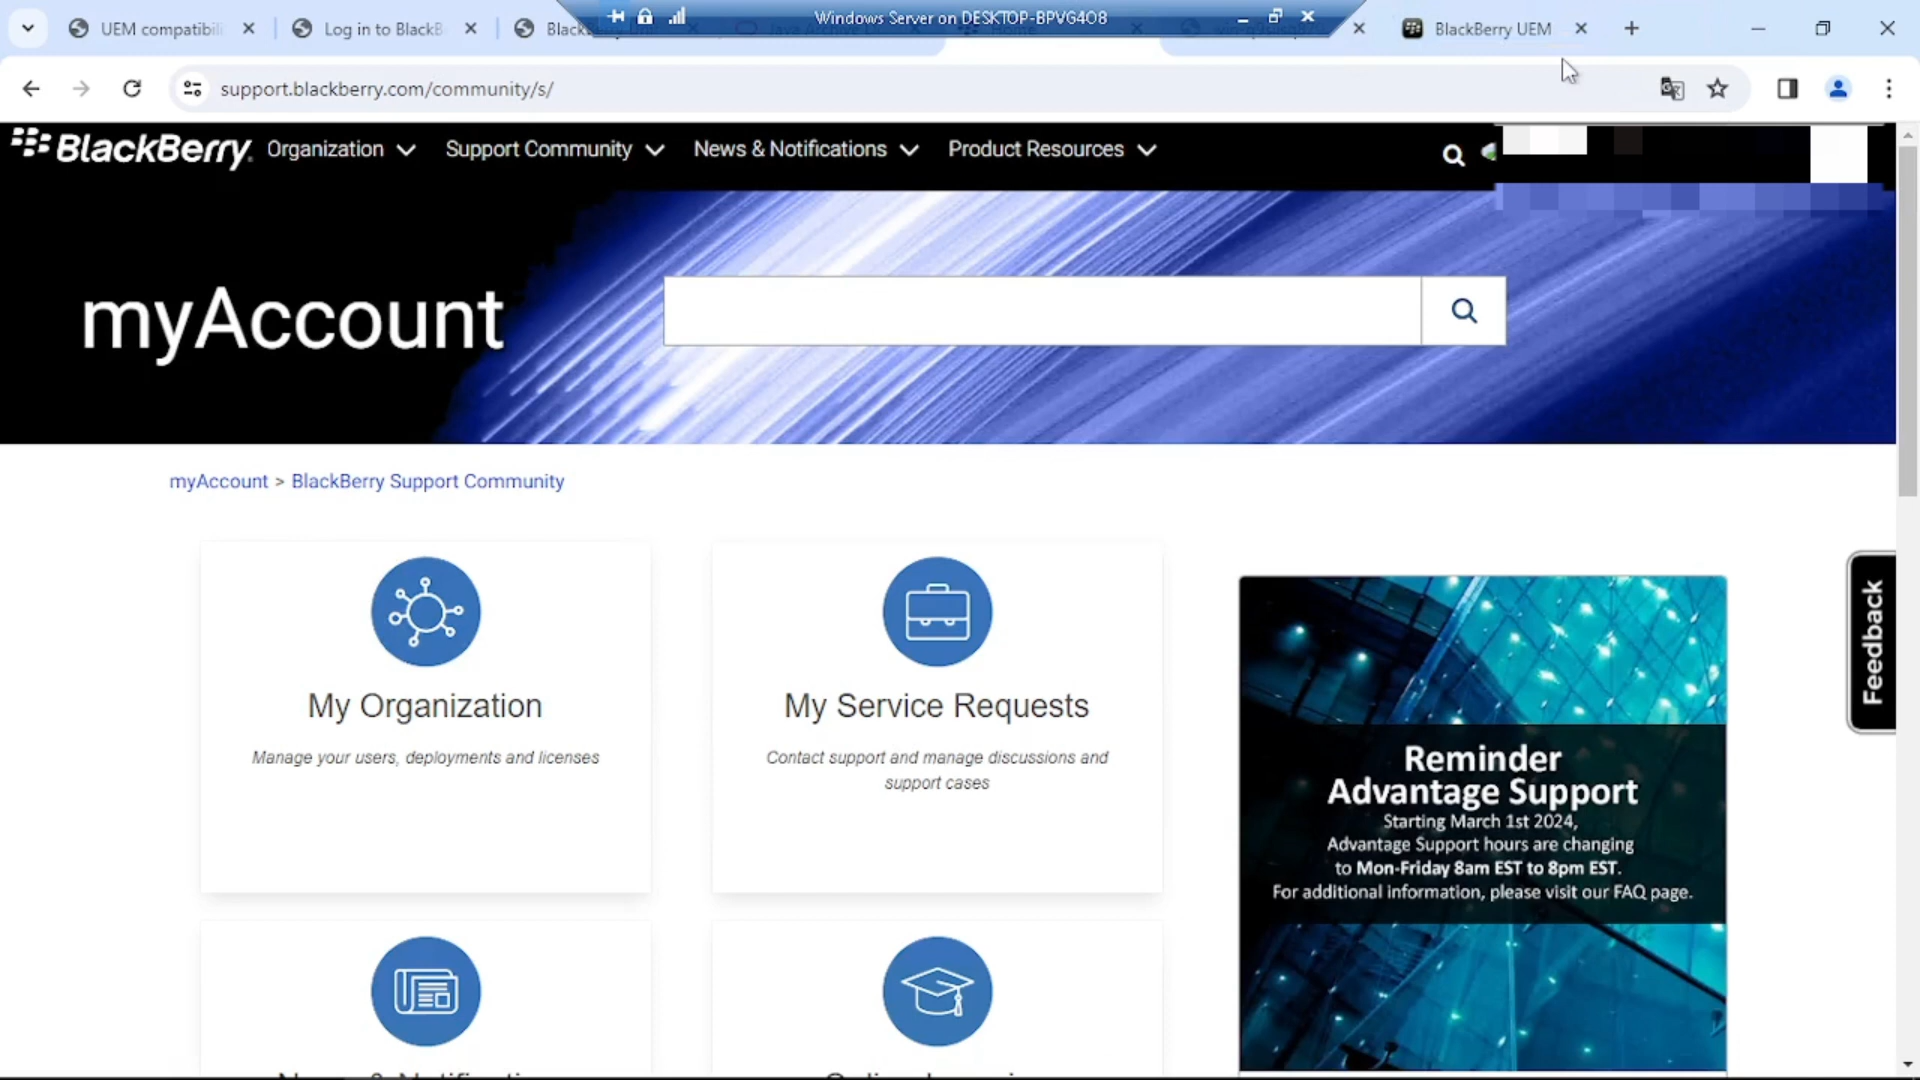 UEM compatibili
Log in to BlackB
Windows Server on DESKTOP-BPVG4O8
BlackBerry UEM
support.blackberry.com/community/s/
BlackBerry.
Organization
Support Community
News & Notifications
Product Resources
myAccount
myAccount > BlackBerry Support Community
My Organization
Manage your users, deployments and licenses
My Service Requests
Contact support and manage discussions and
support cases
Reminder
Advantage Support
Starting March 1st 2024,
Advantage Support hours are changing
to Mon-Friday 8am EST to 8pm EST.
For additional information, please visit our FAQ page.
Feedback